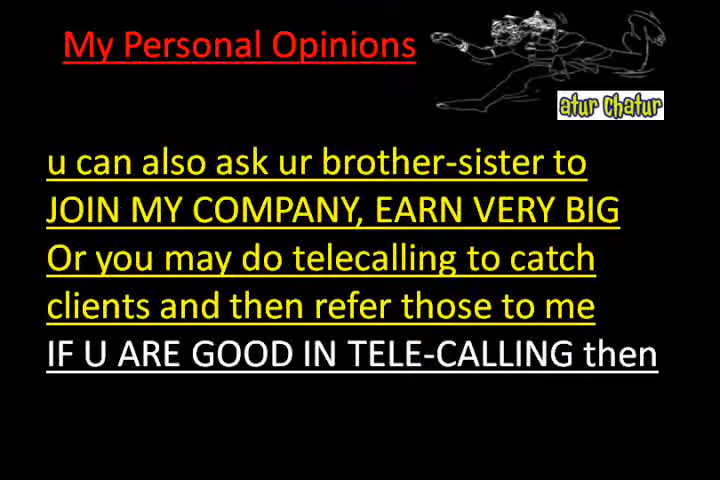 My Personal Opinions
atur chatur
u can also ask ur brother-sister to
JOIN MY COMPANY, EARN VERY BIG
Or you may do telecalling to catch
clients and then refer those to me
IF U ARE GOOD IN TELE-CALLING then